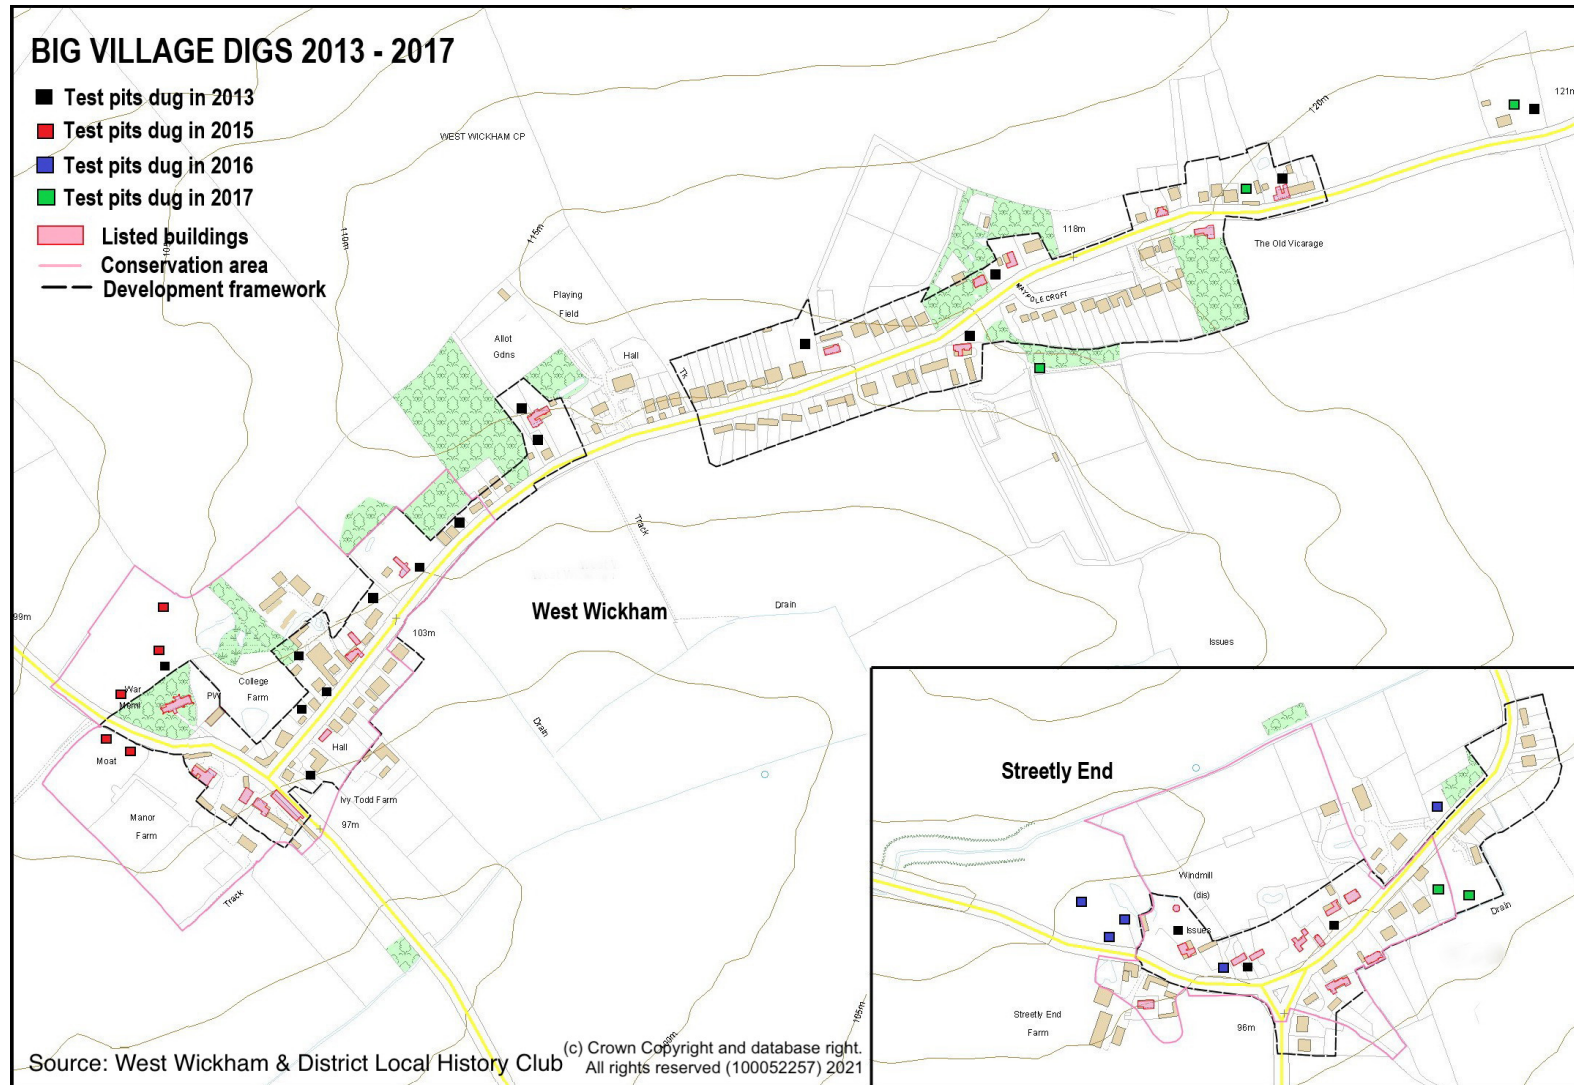 BIG VILLAGE DIGS 2013 - 2017
Test pits dug in 2013
Test pits dug in 2015
Test pits dug in 2016
Test pits dug in 2017
Listed buildings
Conservation area
Development framework
WEST WICKHAM CP
110m
115m
120m
121m
118m
The Old Vicarage
MAYPOLE CROFT
Playing
Field
Allot
Gdns
Hall
Tk
Track
West Wickham
Drain
Drain
Issues
103m
99m
College
Farm
PW
War
Meml
Moat
Hall
Manor
Farm
Ivy Todd Farm
97m
Track
105m
Streetly End
Windmill
(dis)
Issues
Drain
Streetly End
Farm
96m
Source: West Wickham & District Local History Club
(c) Crown Copyright and database right.
All rights reserved (100052257) 2021